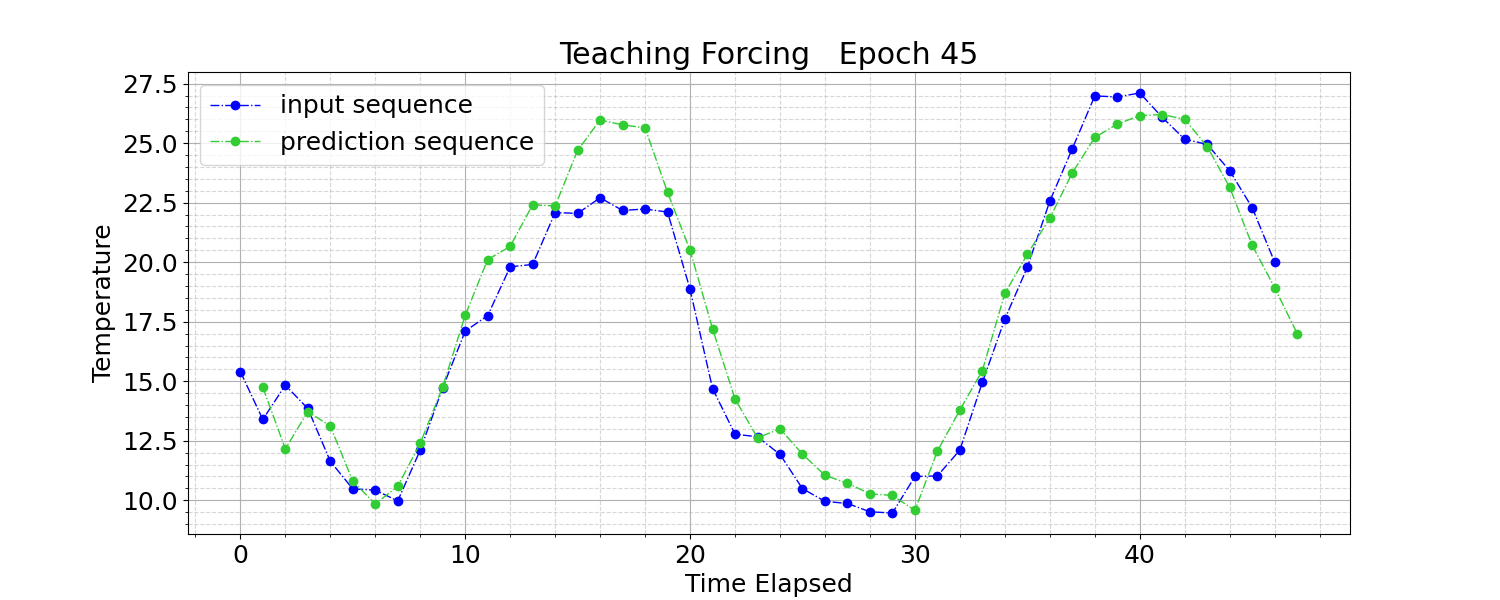 Teaching Forcing   Epoch 45
input sequence
prediction sequence
Temperature
27.5
25.0
22.5
20.0
17.5
15.0
12.5
10.0
0 10 20 30 40
Time Elapsed